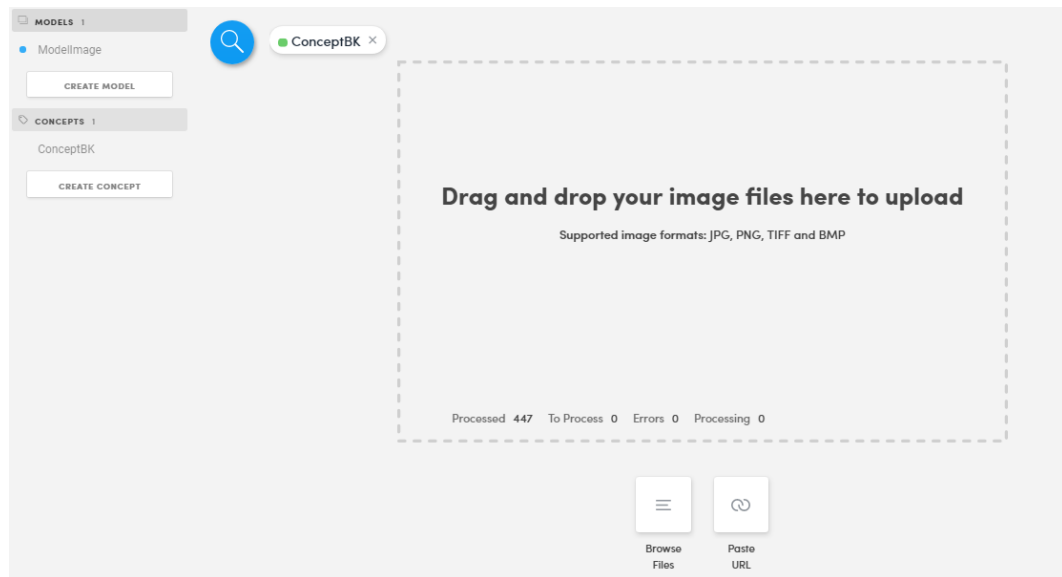 MODELS 1
ModelImage
CREATE MODEL
CONCEPTS 1
ConceptBK
CREATE CONCEPT
ConceptBK ×
Drag and drop your image files here to upload
Supported image formats: JPG, PNG, TIFF and BMP
Processed 447 To Process 0 Errors 0 Processing 0
Browse
Files
Paste
URL